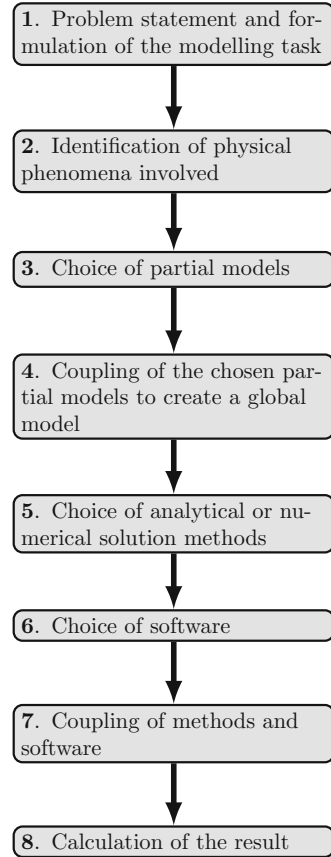 1. Problem statement and for-
mulation of the modelling task
2. Identification of physical
phenomena involved
3. Choice of partial models
4. Coupling of the chosen par-
tial models to create a global
model
5. Choice of analytical or nu-
merical solution methods
6. Choice of software
7. Coupling of methods and
software
8. Calculation of the result